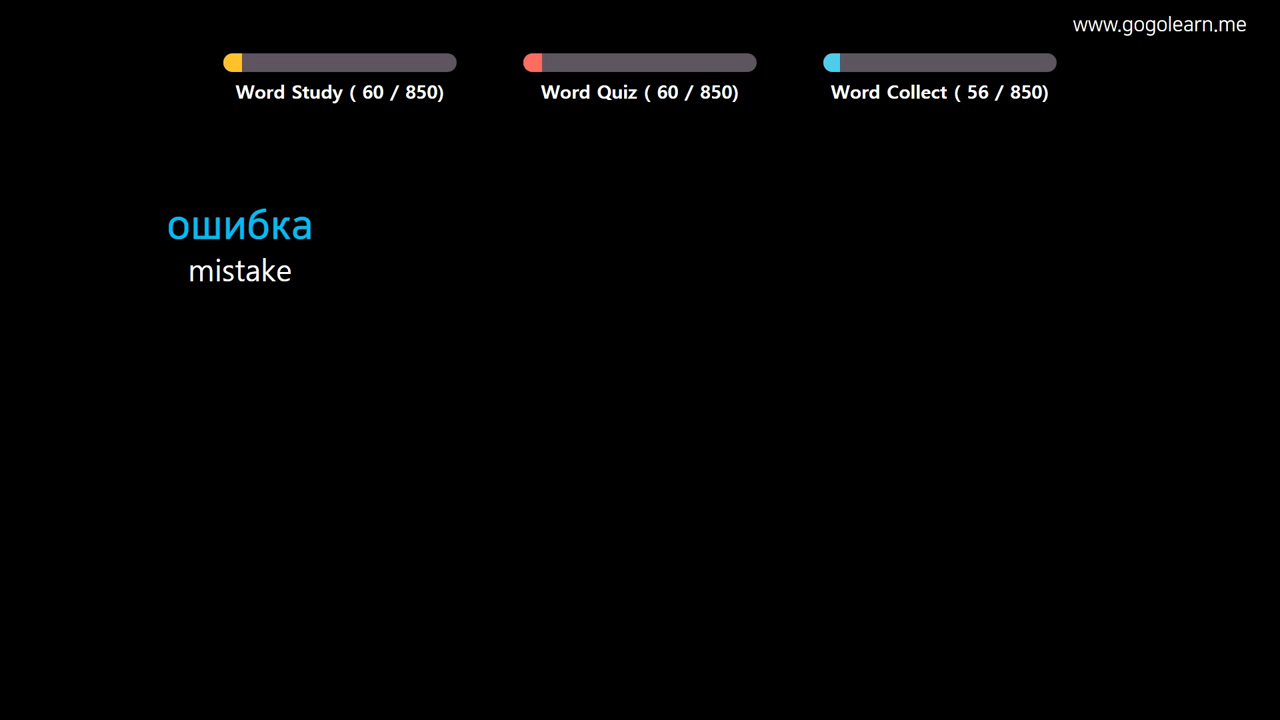 www.gogolearn.me
Word Study ( 60 / 850)
Word Quiz ( 60 / 850)
Word Collect ( 56 / 850)
ошибка
mistake